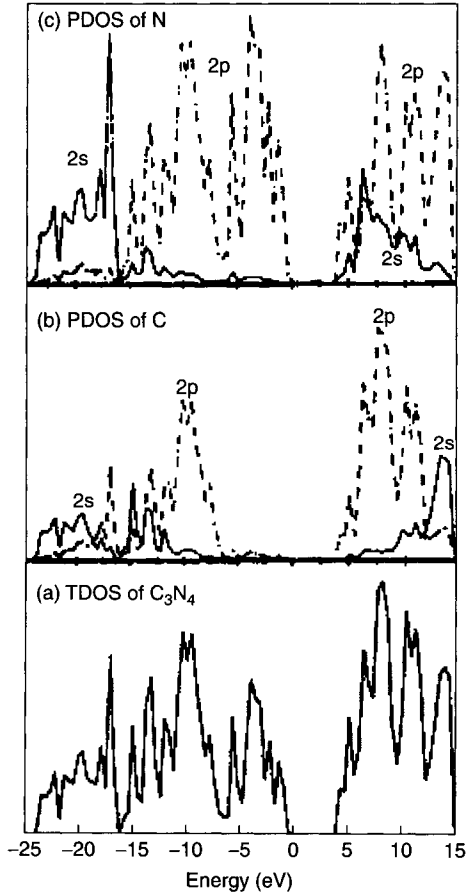 (c) PDOS of N
2p
2p
2s
2s
(b) PDOS of C
2p
2p
2s
2s
(a) TDOS of C₃N₄
−25 −20 −15 −10 −5 0 5 10 15
Energy (eV)